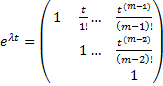 e^{λt} = ( 1 t/1! … t^{(m−1)}/(m−1)!
1 … t^{(m−2)}/(m−2)!
1 )